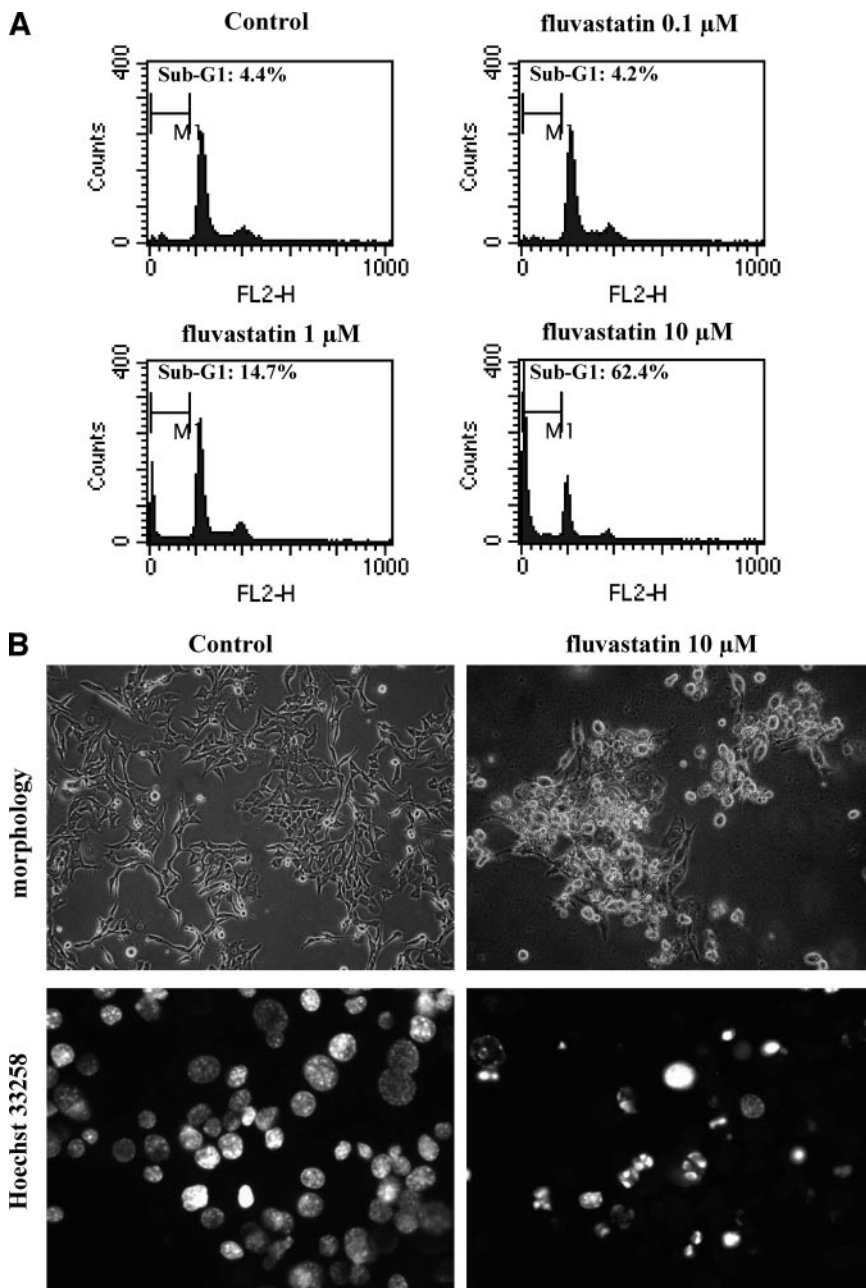 A
Control
fluvastatin 0.1 μM
400
Sub-G1: 4.4%
M1
Counts
0
0
1000
FL2-H
400
Sub-G1: 4.2%
M1
Counts
0
0
1000
FL2-H
fluvastatin 1 μM
fluvastatin 10 μM
400
Sub-G1: 14.7%
M1
Counts
0
0
1000
FL2-H
400
Sub-G1: 62.4%
M1
Counts
0
0
1000
FL2-H
B
Control
fluvastatin 10 μM
morphology
Hoechst 33258